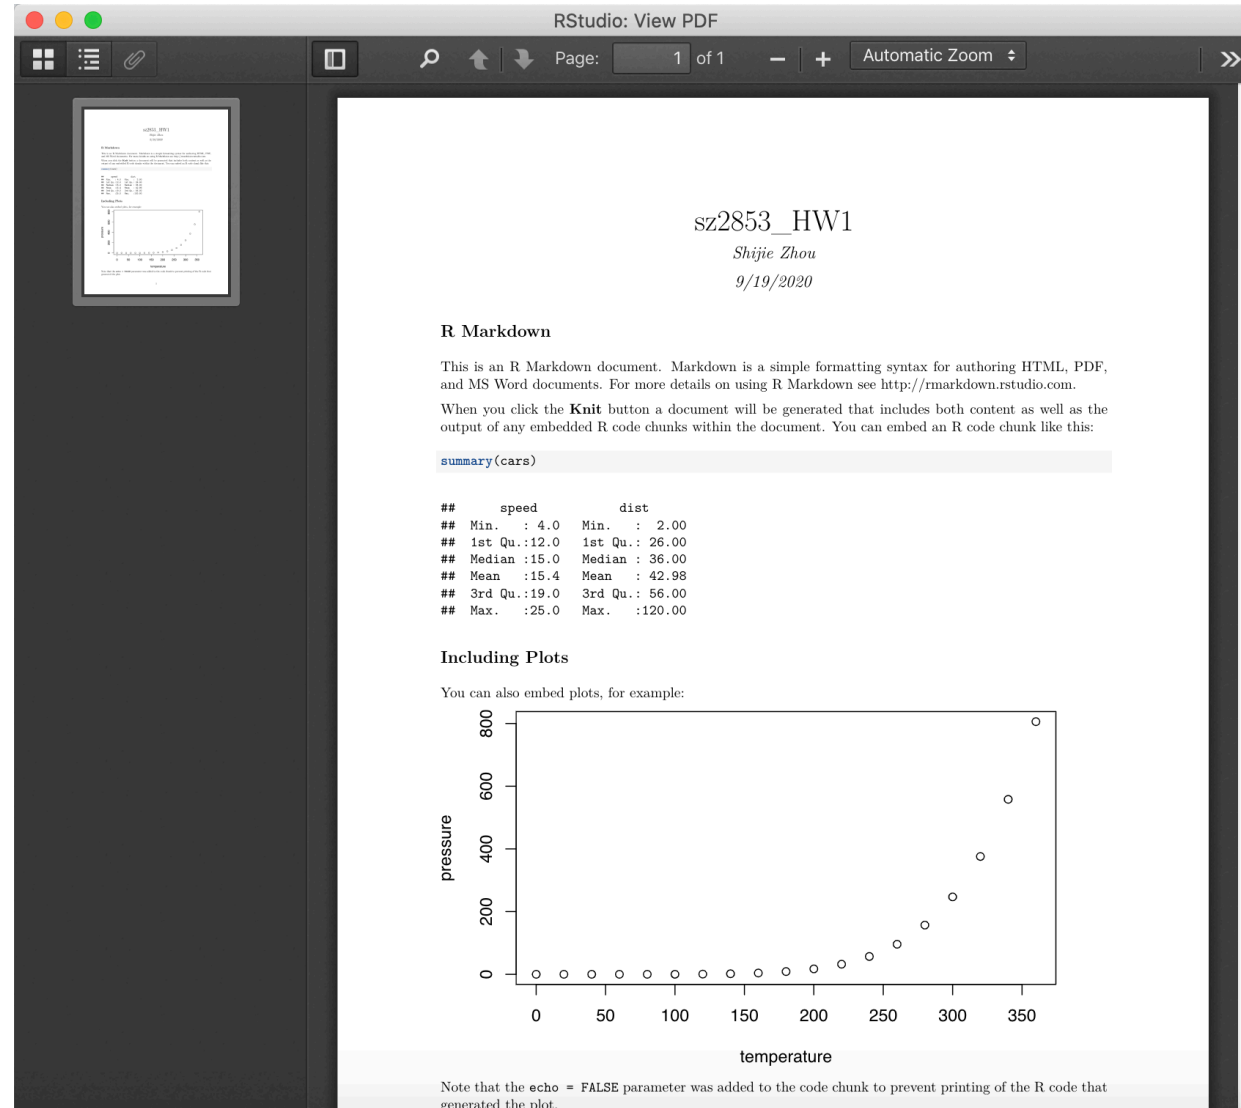 RStudio: View PDF
Page: 1 of 1 Automatic Zoom
sz2853_HW1
Shijie Zhou
9/19/2020
R Markdown
This is an R Markdown document. Markdown is a simple formatting syntax for authoring HTML, PDF,
and MS Word documents. For more details on using R Markdown see http://rmarkdown.rstudio.com.
When you click the Knit button a document will be generated that includes both content as well as the
output of any embedded R code chunks within the document. You can embed an R code chunk like this:
summary(cars)
##      speed           dist
##  Min.   : 4.0   Min.   :  2.00
##  1st Qu.:12.0   1st Qu.: 26.00
##  Median :15.0   Median : 36.00
##  Mean   :15.4   Mean   : 42.98
##  3rd Qu.:19.0   3rd Qu.: 56.00
##  Max.   :25.0   Max.   :120.00
Including Plots
You can also embed plots, for example:
800
600
400
200
0
pressure
0 50 100 150 200 250 300 350
temperature
Note that the echo = FALSE parameter was added to the code chunk to prevent printing of the R code that
generated the plot.